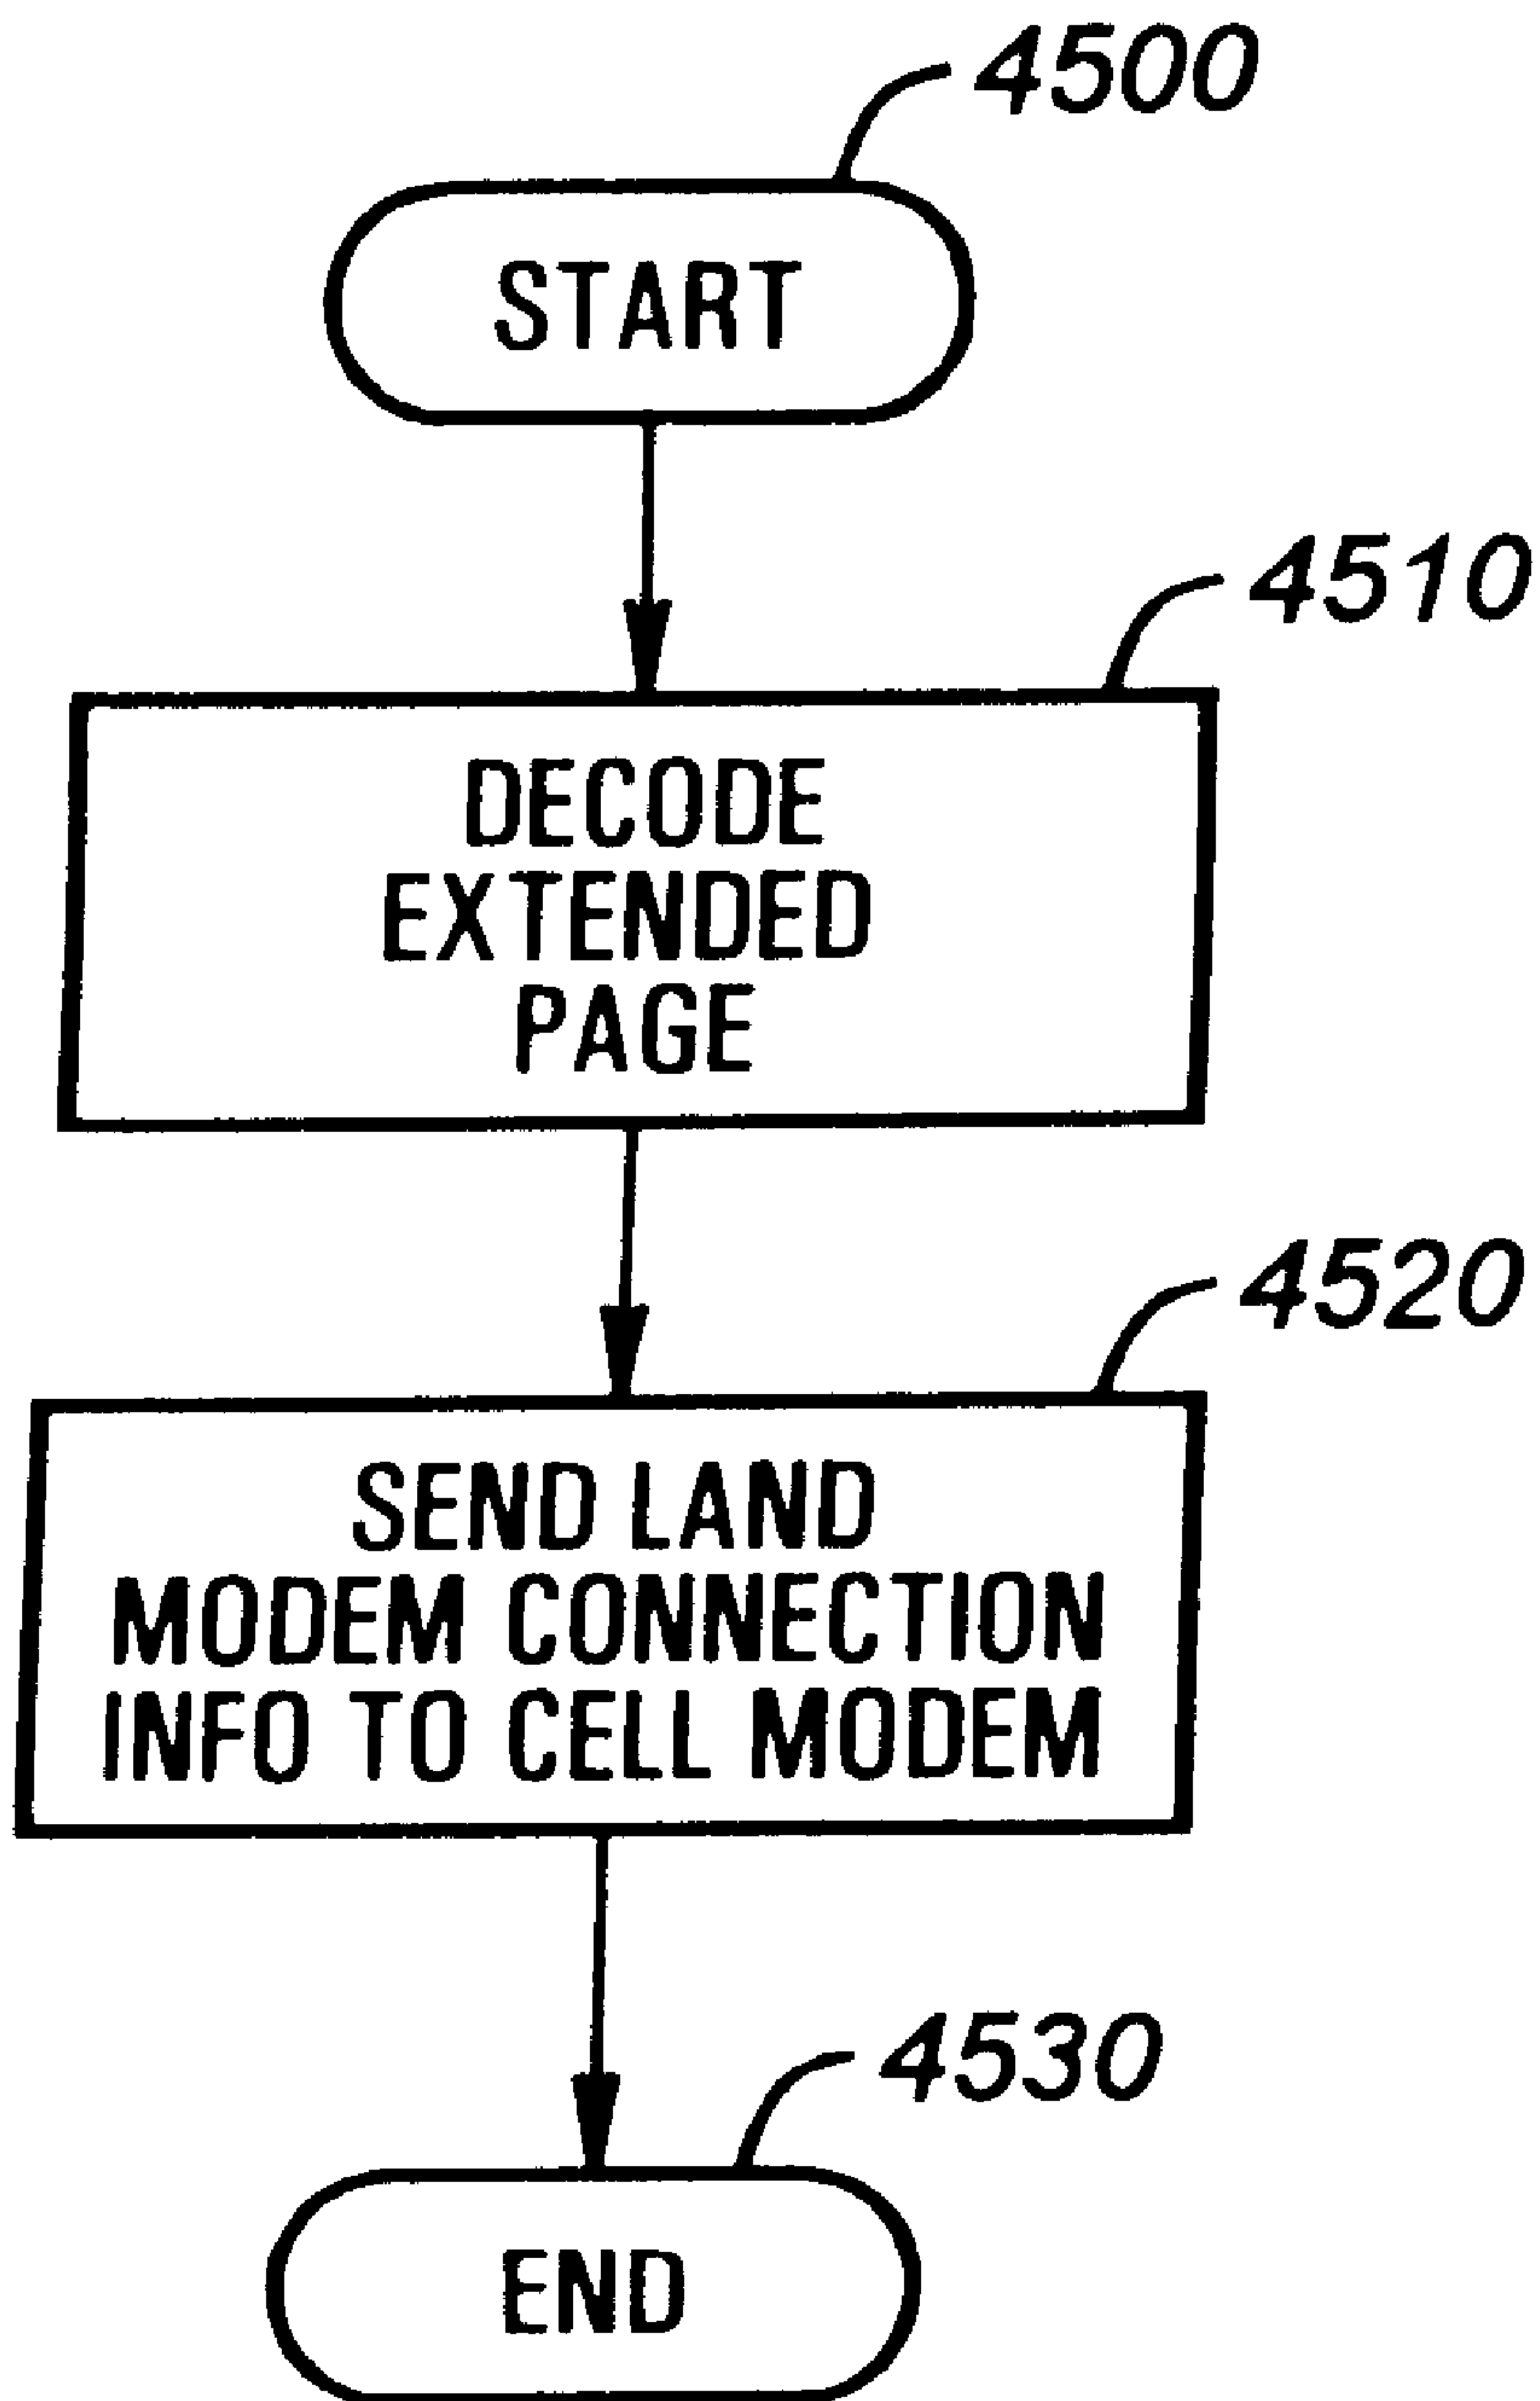 4500
START
4510
DECODE
EXTENDED
PAGE
4520
SEND LAND
MODEM CONNECTION
INFO TO CELL MODEM
4530
END